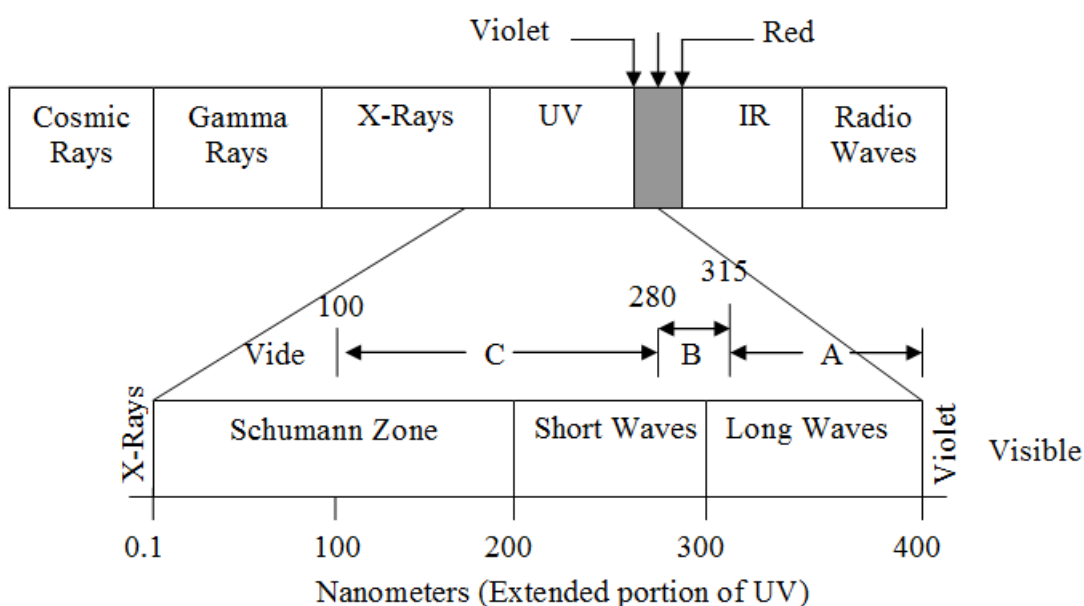 Violet
Red
Cosmic
Rays
Gamma
Rays
X-Rays
UV
IR
Radio
Waves
100
280
315
Vide
C
B
A
X-Rays
Schumann Zone
Short Waves
Long Waves
Violet
Visible
0.1
100
200
300
400
Nanometers (Extended portion of UV)